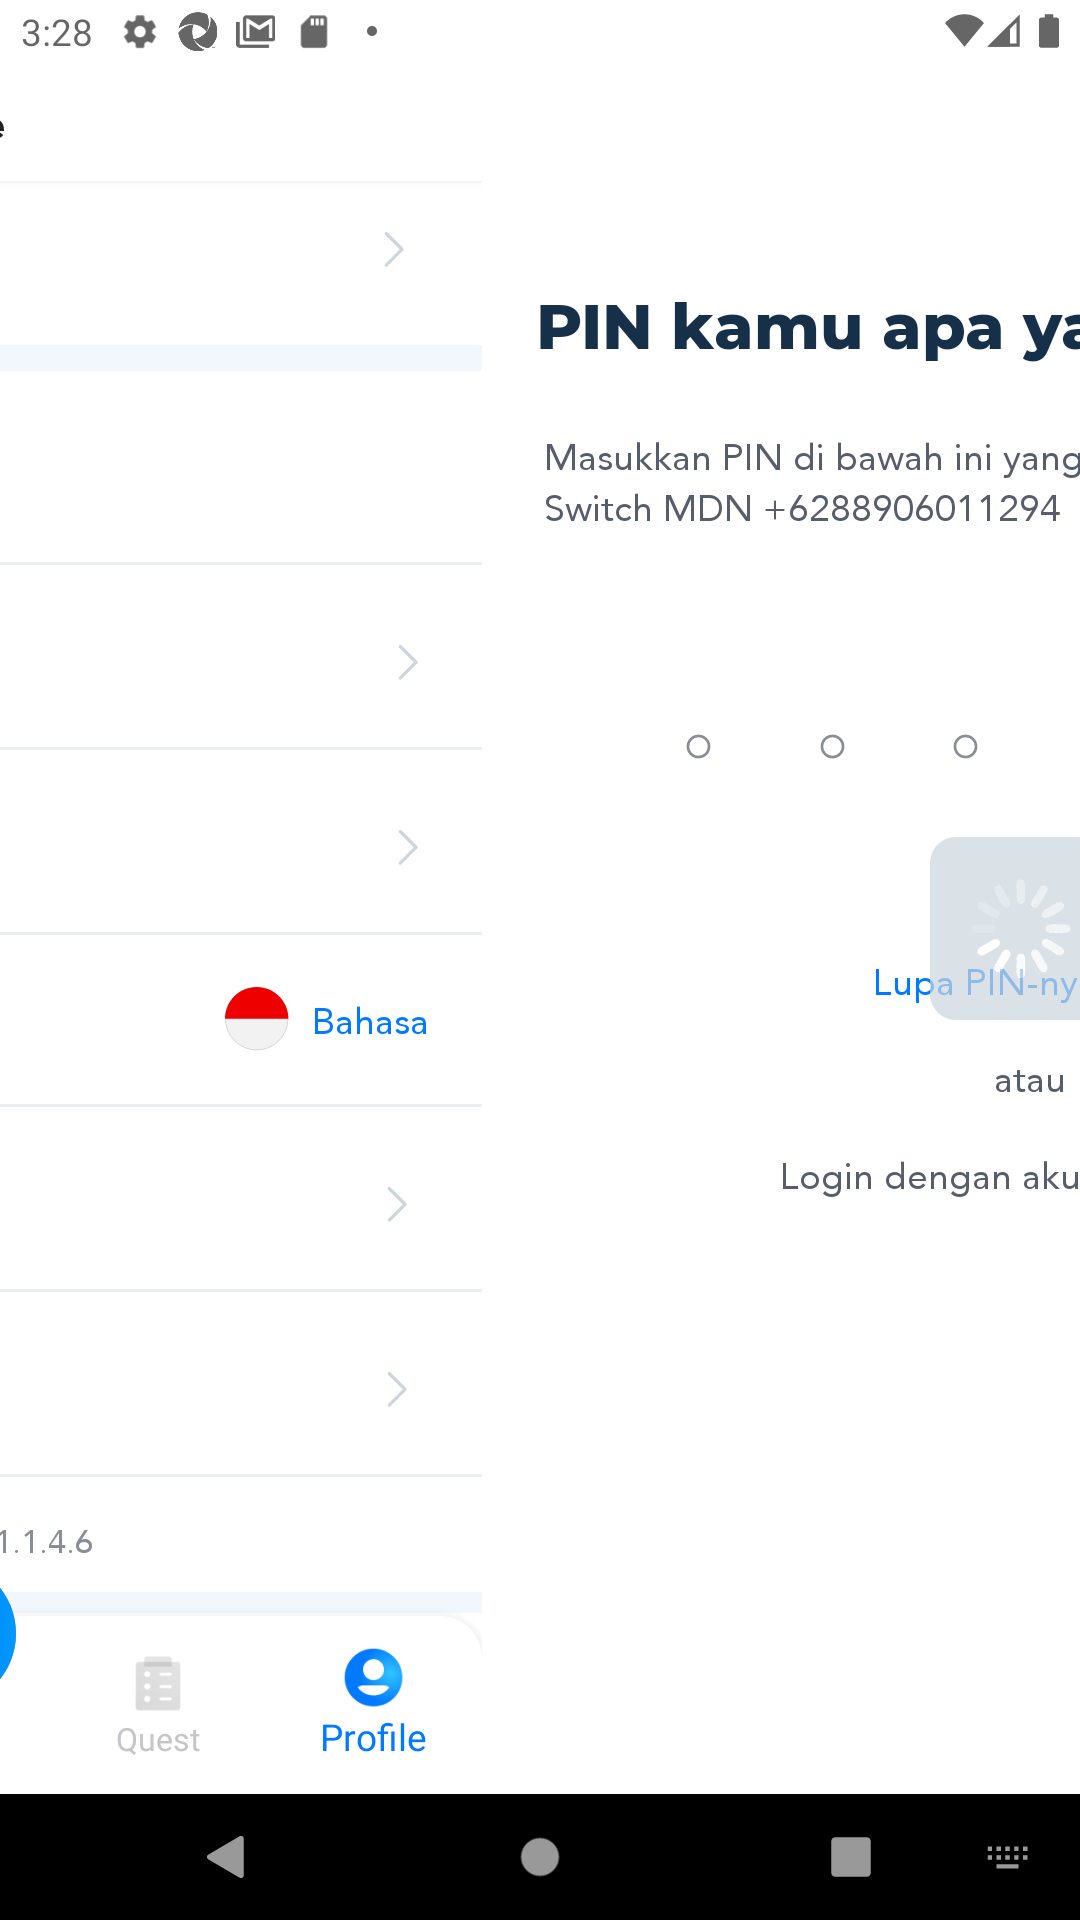 3:28
PIN kamu apa
Masukkan PIN di bawah ini yang
Switch MDN +6288906011294
Lupa PIN-ny
Bahasa
atau
Login dengan aku
1.1.4.6
Quest
Profile